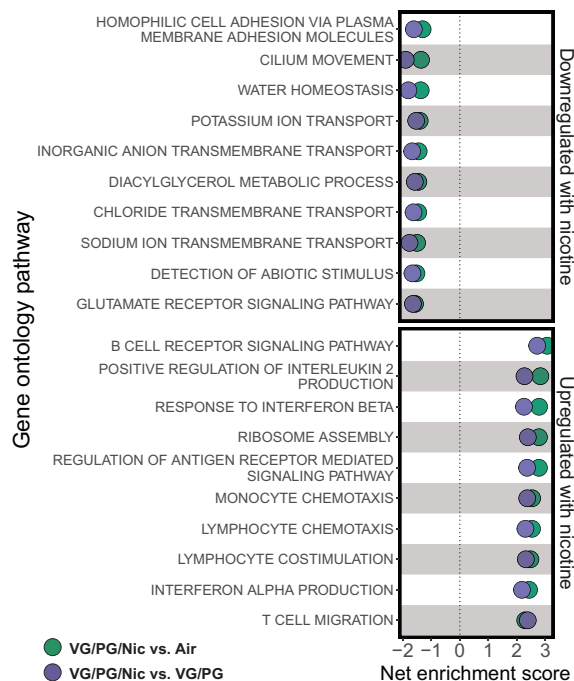 HOMOPHILIC CELL ADHESION VIA PLASMA
MEMBRANE ADHESION MOLECULES
CILIUM MOVEMENT
WATER HOMEOSTASIS
POTASSIUM ION TRANSPORT
INORGANIC ANION TRANSMEMBRANE TRANSPORT
DIACYLGLYCEROL METABOLIC PROCESS
CHLORIDE TRANSMEMBRANE TRANSPORT
SODIUM ION TRANSMEMBRANE TRANSPORT
DETECTION OF ABIOTIC STIMULUS
GLUTAMATE RECEPTOR SIGNALING PATHWAY
Downregulated with nicotine
Gene ontology pathway
B CELL RECEPTOR SIGNALING PATHWAY
POSITIVE REGULATION OF INTERLEUKIN 2
PRODUCTION
RESPONSE TO INTERFERON BETA
RIBOSOME ASSEMBLY
REGULATION OF ANTIGEN RECEPTOR MEDIATED
SIGNALING PATHWAY
MONOCYTE CHEMOTAXIS
LYMPHOCYTE CHEMOTAXIS
LYMPHOCYTE COSTIMULATION
INTERFERON ALPHA PRODUCTION
T CELL MIGRATION
Upregulated with nicotine
−2 −1 0 1 2 3
Net enrichment score
VG/PG/Nic vs. Air
VG/PG/Nic vs. VG/PG